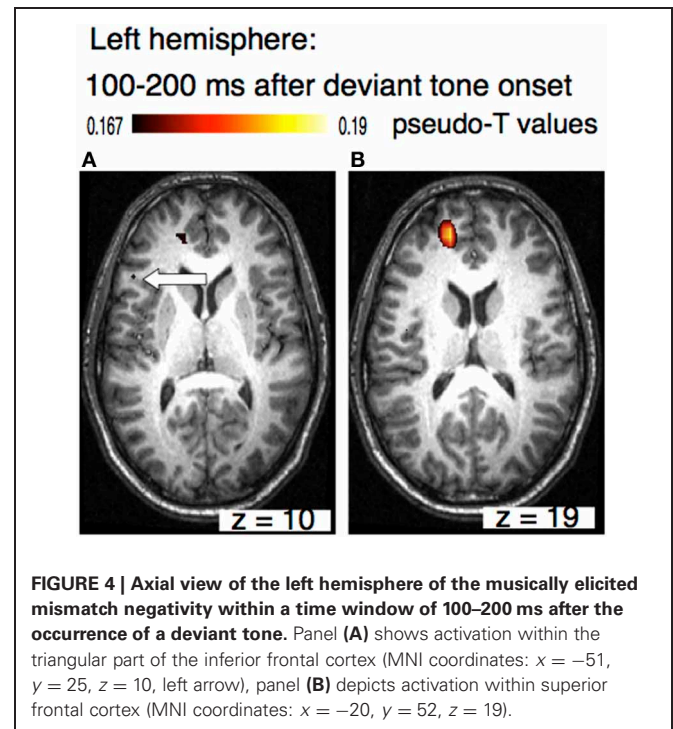 Left hemisphere:
100-200 ms after deviant tone onset
0.167 0.19 pseudo-T values
A B
z = 10 z = 19
FIGURE 4 | Axial view of the left hemisphere of the musically elicited
mismatch negativity within a time window of 100–200 ms after the
occurrence of a deviant tone. Panel (A) shows activation within the
triangular part of the inferior frontal cortex (MNI coordinates: x = −51,
y = 25, z = 10, left arrow), panel (B) depicts activation within superior
frontal cortex (MNI coordinates: x = −20, y = 52, z = 19).